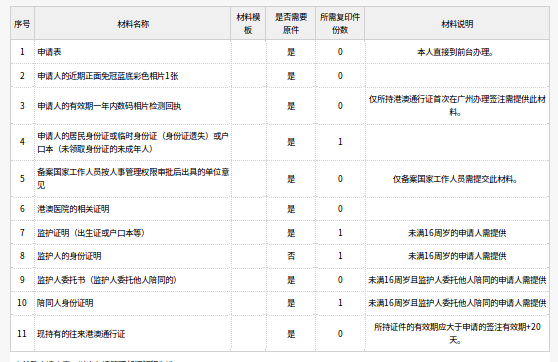 序号 材料名称 材料模板 是否需要原件 所需复印件份数 材料说明
1 申请表 是 0 本人直接到前台办理。
2 申请人的近期正面免冠蓝底彩色相片1张 是 0
3 申请人的有效期一年内数码相片检测回执 是 0 仅所持港澳通行证首次在广州办理签注需提供此材料。
4 申请人的居民身份证或临时身份证（身份证遗失）或户口本（未领取身份证的未成年人） 是 1
5 备案国家工作人员按人事管理权限审批后出具的单位意见 是 0 仅备案国家工作人员需提交此材料。
6 港澳医院的相关证明 是 0
7 监护证明（出生证或户口本等） 是 1 未满16周岁的申请人需提供
8 监护人的身份证明 否 1 未满16周岁的申请人需提供
9 监护人委托书（监护人委托他人陪同的） 是 0 未满16周岁且监护人委托他人陪同的申请人需提供
10 陪同人身份证明 是 1 未满16周岁且监护人委托他人陪同的申请人需提供
11 现持有的往来港澳通行证 是 0 所持证件的有效期应大于申请的签注有效期+20天。